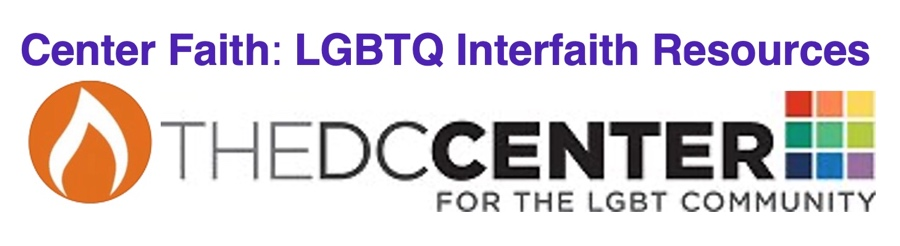 Center Faith: LGBTQ Interfaith Resources
THEDCCENTER
FOR THE LGBT COMMUNITY